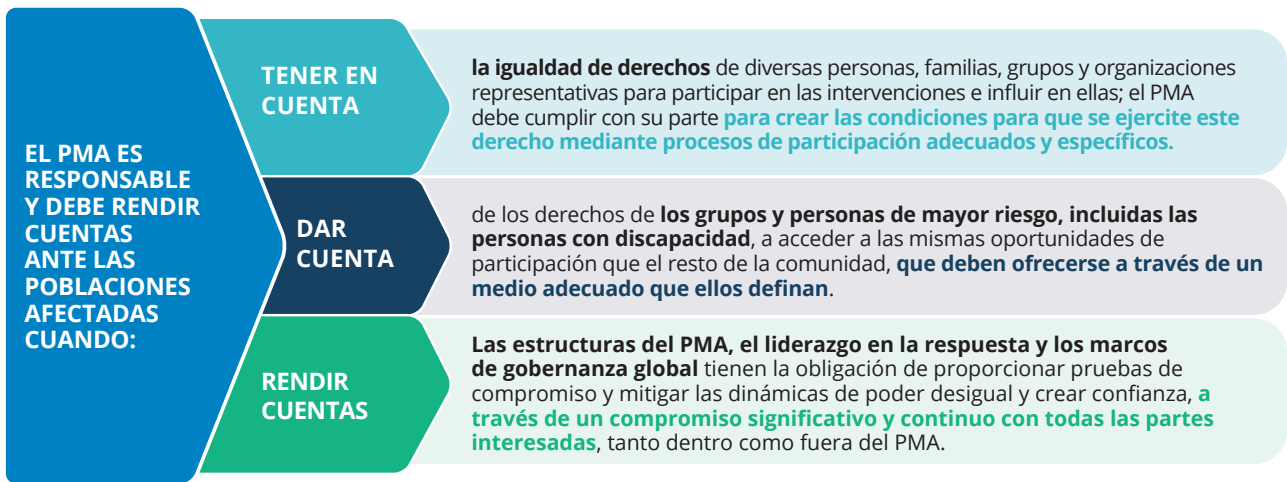 EL PMA ES
RESPONSABLE
Y DEBE RENDIR
CUENTAS
ANTE LAS
POBLACIONES
AFECTADAS
CUANDO:
TENER EN
CUENTA
la igualdad de derechos de diversas personas, familias, grupos y organizaciones
representativas para participar en las intervenciones e influir en ellas; el PMA
debe cumplir con su parte para crear las condiciones para que se ejercite este
derecho mediante procesos de participación adecuados y específicos.
DAR
CUENTA
de los derechos de los grupos y personas de mayor riesgo, incluidas las
personas con discapacidad, a acceder a las mismas oportunidades de
participación que el resto de la comunidad, que deben ofrecerse a través de un
medio adecuado que ellos definan.
RENDIR
CUENTAS
Las estructuras del PMA, el liderazgo en la respuesta y los marcos
de gobernanza global tienen la obligación de proporcionar pruebas de
compromiso y mitigar las dinámicas de poder desigual y crear confianza, a
través de un compromiso significativo y continuo con todas las partes
interesadas, tanto dentro como fuera del PMA.